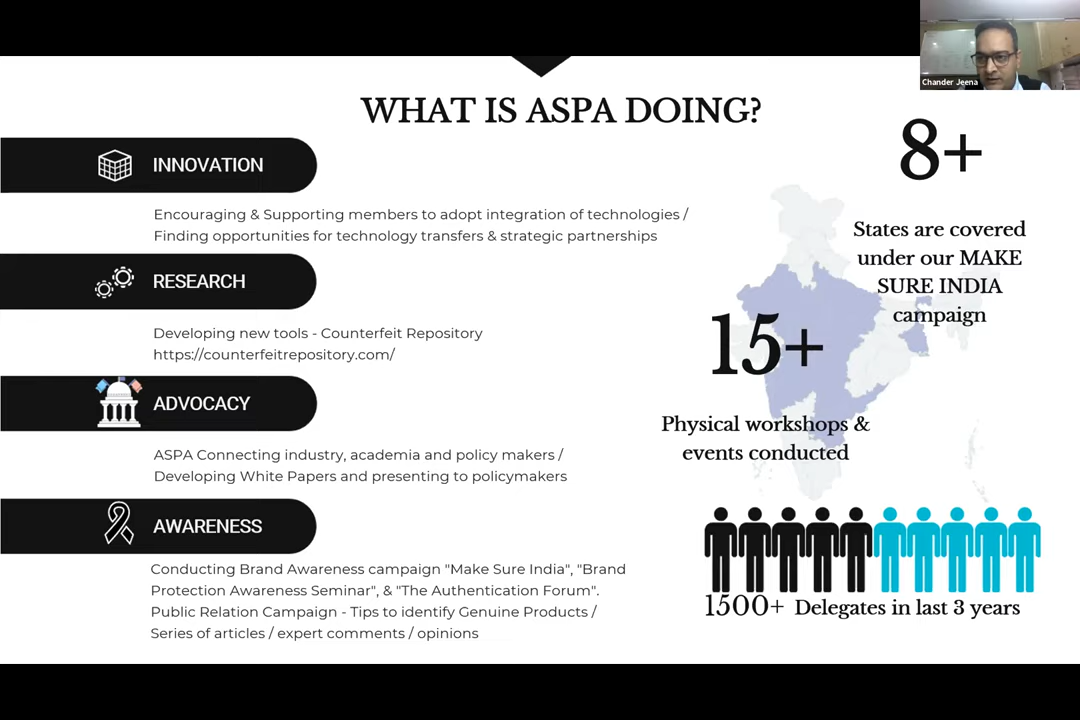 Chander Jeena
WHAT IS ASPA DOING?
INNOVATION
Encouraging & Supporting members to adopt integration of technologies /
Finding opportunities for technology transfers & strategic partnerships
RESEARCH
Developing new tools - Counterfeit Repository
https://counterfeitrepository.com/
ADVOCACY
ASPA Connecting industry, academia and policy makers /
Developing White Papers and presenting to policymakers
AWARENESS
Conducting Brand Awareness campaign "Make Sure India", "Brand
Protection Awareness Seminar", & "The Authentication Forum".
Public Relation Campaign - Tips to identify Genuine Products /
Series of articles / expert comments / opinions
8+
States are covered
under our MAKE
SURE INDIA
campaign
15+
Physical workshops &
events conducted
1500+ Delegates in last 3 years